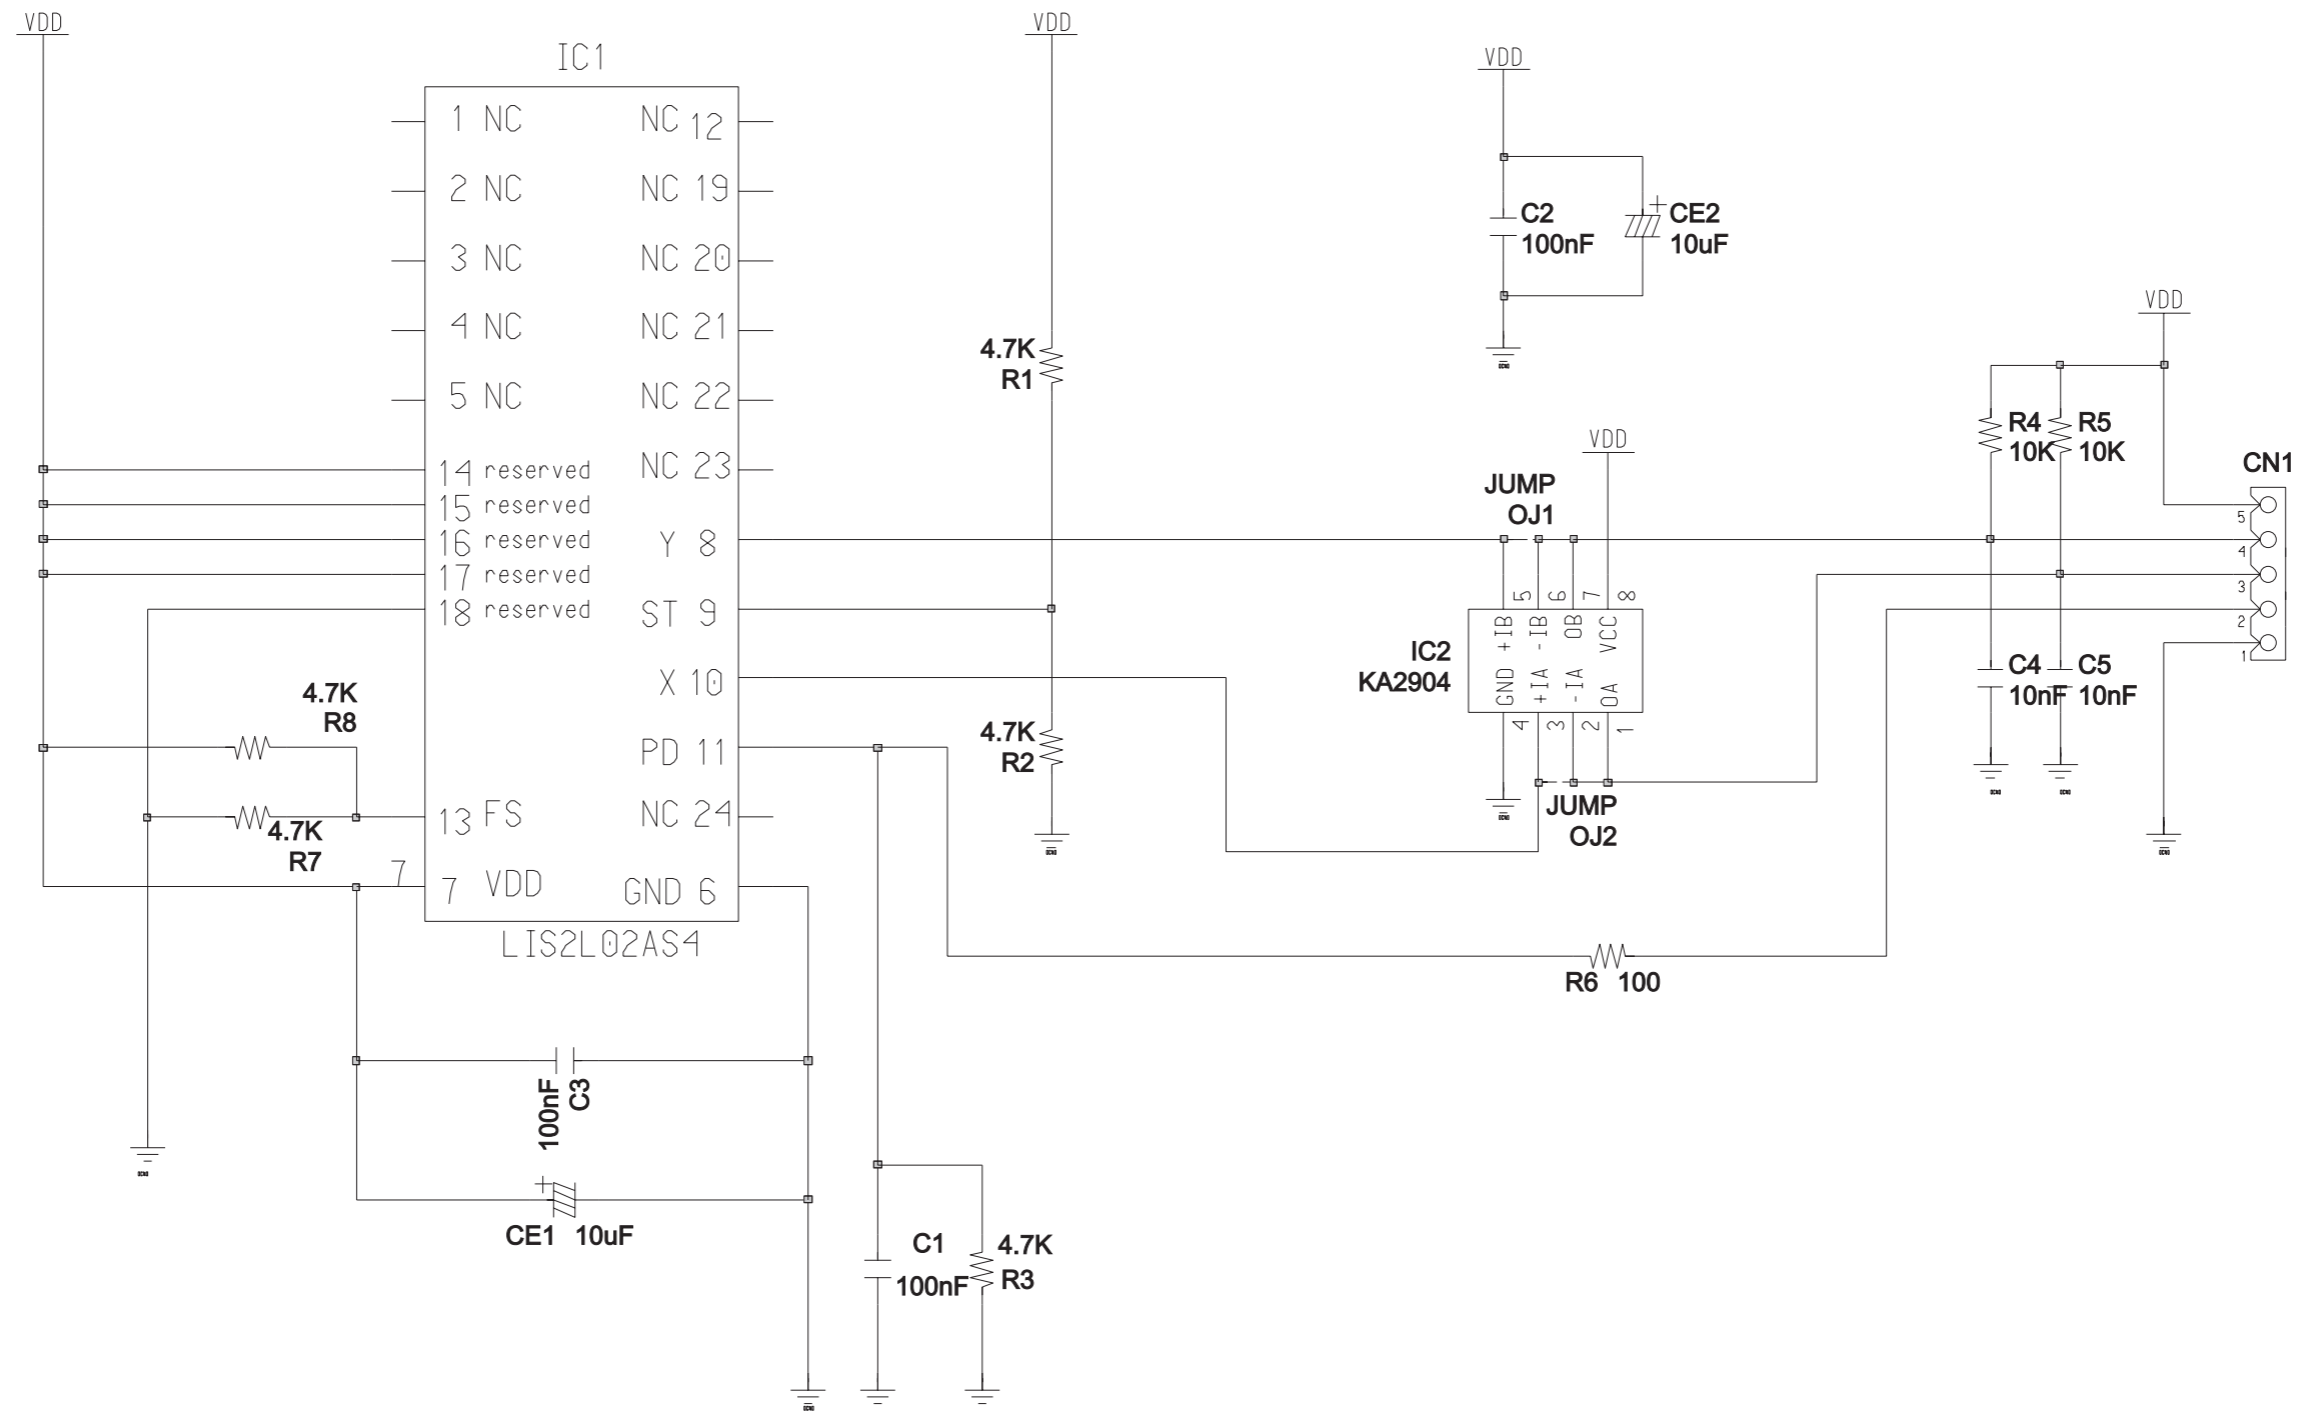 VDD
VDD
IC1
VDD
1 NC
NC 12
2 NC
NC 19
C2
100nF
+
CE2
10uF
3 NC
NC 20
4 NC
NC 21
VDD
4.7K
R1
5 NC
NC 22
R4
10K
R5
10K
VDD
CN1
14 reserved
NC 23
JUMP
OJ1
15 reserved
16 reserved
Y 8
17 reserved
18 reserved
ST 9
5
4
3
2
1
5 6 7 8
+IB
-IB
OB
VCC
IC2
KA2904
GND
+IA
-IA
OA
4 3 2 1
C4
10nF
C5
10nF
X 10
4.7K
R8
PD 11
4.7K
R2
4.7K
R7
13 FS
NC 24
JUMP
OJ2
7
7 VDD
GND 6
LIS2L02AS4
R6 100
100nF
C3
+
CE1 10uF
C1
100nF
4.7K
R3